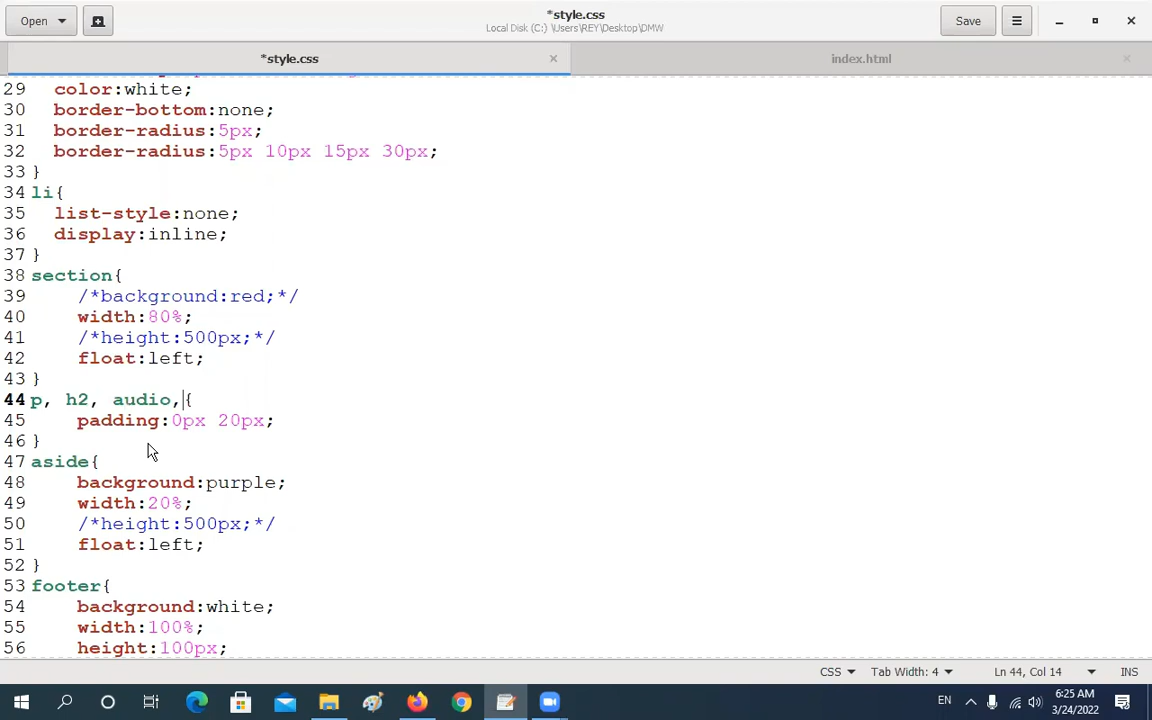 Open
*style.css
Local Disk (C:) \Users\REY\Desktop\DMW
Save
*style.css
index.html
29 color:white;
30 border-bottom:none;
31 border-radius:5px;
32 border-radius:5px 10px 15px 30px;
33 }
34 li{
35 list-style:none;
36 display:inline;
37 }
38 section{
39 /*background:red;*/
40 width:80%;
41 /*height:500px;*/
42 float:left;
43 }
44 p, h2, audio,{
45 padding:0px 20px;
46 }
47 aside{
48 background:purple;
49 width:20%;
50 /*height:500px;*/
51 float:left;
52 }
53 footer{
54 background:white;
55 width:100%;
56 height:100px;
CSS Tab Width: 4 Ln 44, Col 14 INS
EN
6:25 AM
3/24/2022